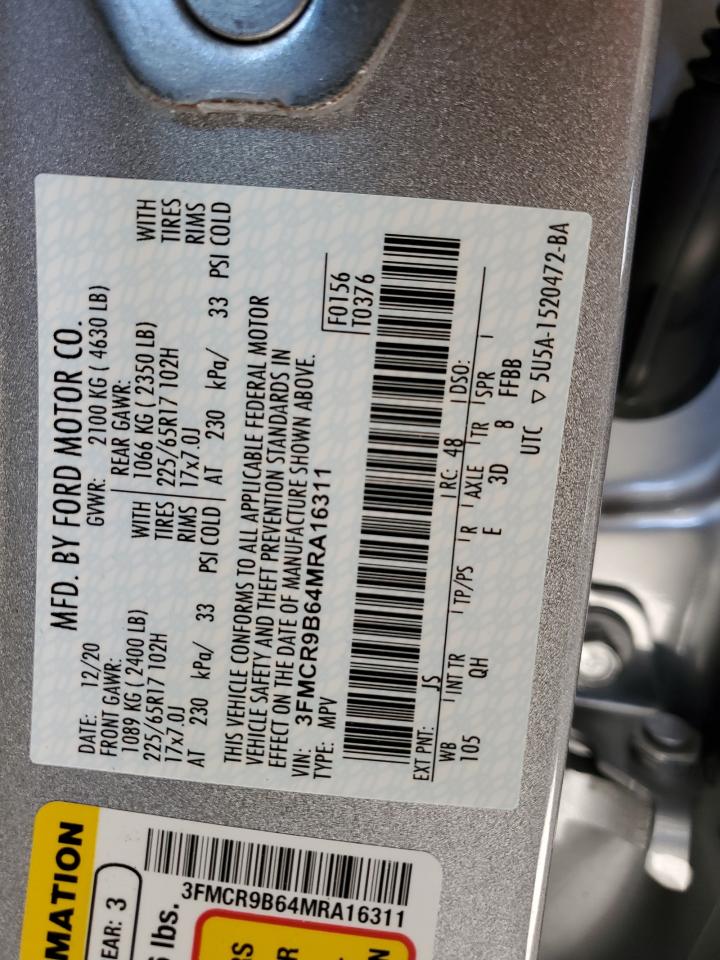 MFD. BY FORD MOTOR CO.
DATE: 12/20 GVWR: 2100 KG ( 4630 LB)
FRONT GAWR: REAR GAWR:
1089 KG ( 2400 LB) WITH 1066 KG ( 2350 LB) WITH
225/65R17 102H TIRES 225/65R17 102H TIRES
17x7.0J RIMS 17x7.0J RIMS
AT 230 kPa/ 33 PSI COLD AT 230 kPa/ 33 PSI COLD
THIS VEHICLE CONFORMS TO ALL APPLICABLE FEDERAL MOTOR
VEHICLE SAFETY AND THEFT PREVENTION STANDARDS IN
EFFECT ON THE DATE OF MANUFACTURE SHOWN ABOVE.
VIN: 3FMCR9B64MRA16311
TYPE: MPV
F0156
T0376
EXT PNT: JS RC: 48 DSO:
WB INT TR TP/PS R AXLE TR SPR
105 QH E 3D 8 FFBB
UTC ▽ 5U5A-1520472-BA
MATION
EAR: 3
lbs.
3FMCR9B64MRA16311